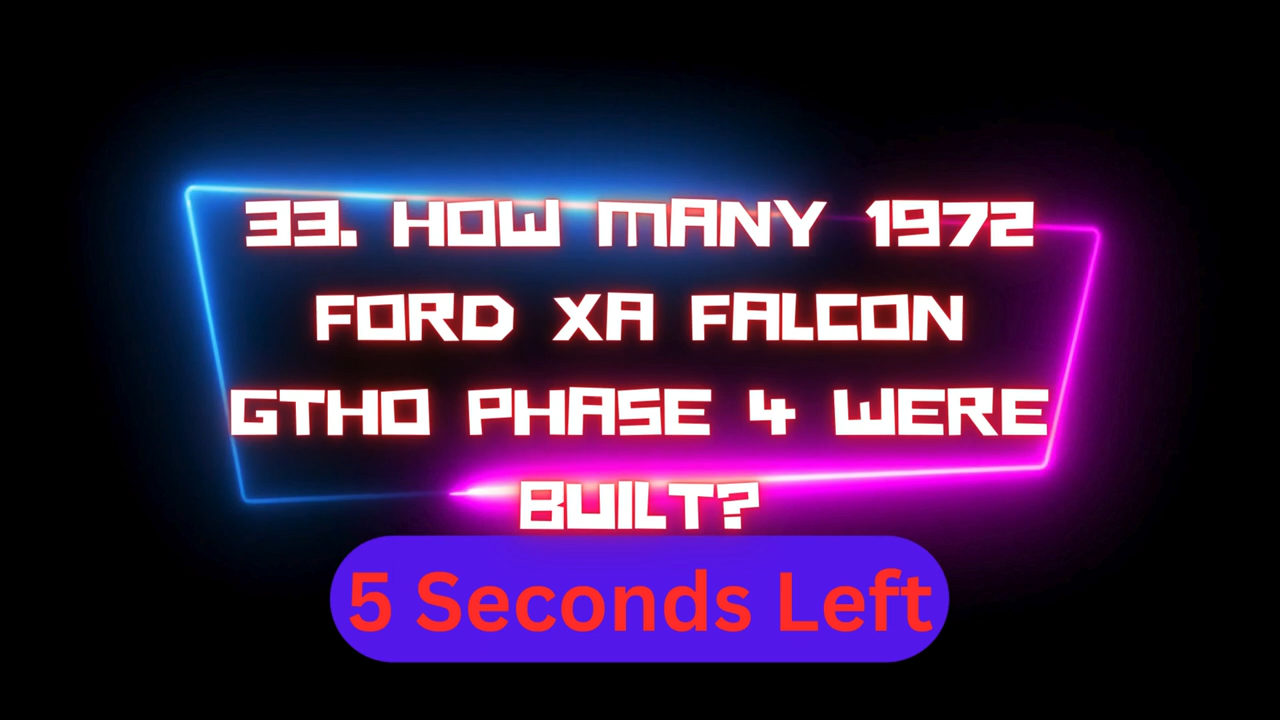 33. HOW MANY 1972
FORD XA FALCON
GTHO PHASE 4 WERE
BUILT?
5 Seconds Left